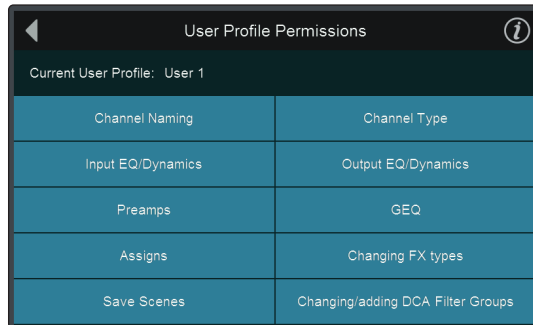 User Profile Permissions
Current User Profile: User 1
Channel Naming
Channel Type
Input EQ/Dynamics
Output EQ/Dynamics
Preamps
GEQ
Assigns
Changing FX types
Save Scenes
Changing/adding DCA Filter Groups